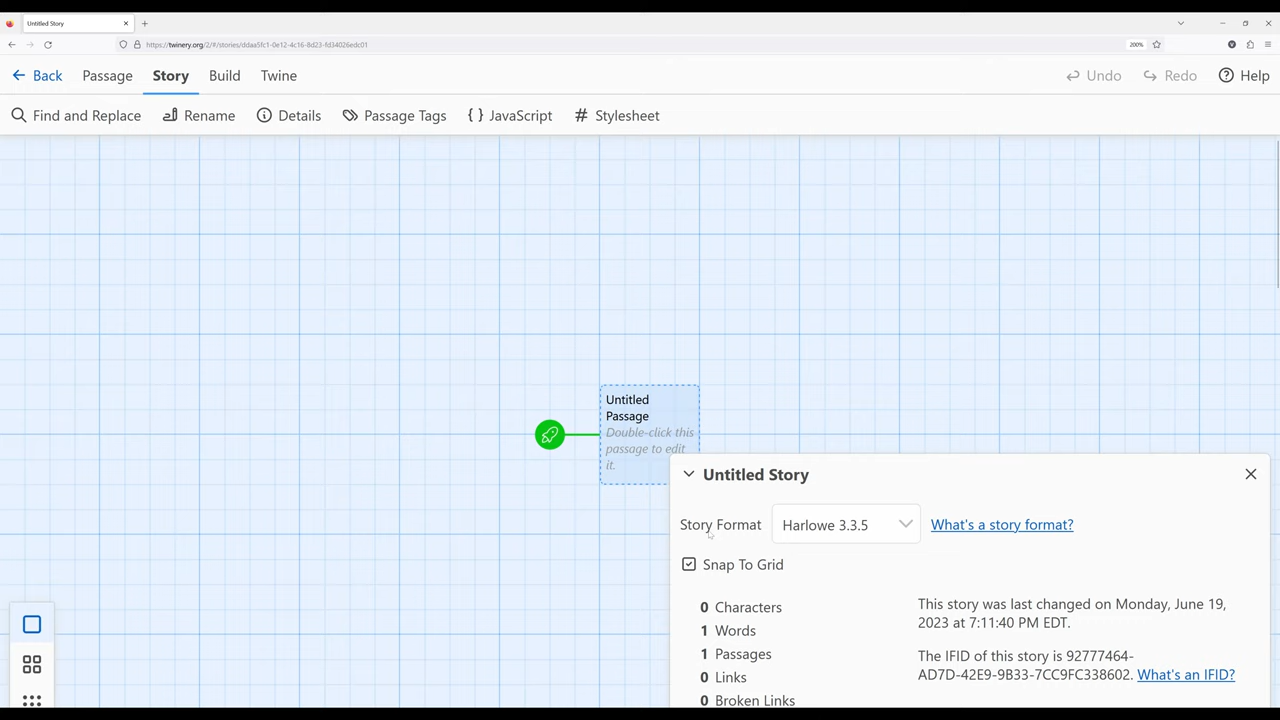 Untitled Story
https://twinery.org/2/#/stories/ddaa5fc1-0e12-4c16-8d23-fd34026edc01
200%
Back
Passage
Story
Build
Twine
Undo
Redo
Help
Find and Replace
Rename
Details
Passage Tags
{ } JavaScript
# Stylesheet
Untitled
Passage
Double-click this
passage to edit
it.
Untitled Story
Story Format
Harlowe 3.3.5
What's a story format?
Snap To Grid
0 Characters
1 Words
1 Passages
0 Links
0 Broken Links
This story was last changed on Monday, June 19,
2023 at 7:11:40 PM EDT.
The IFID of this story is 92777464-
AD7D-42E9-9B33-7CC9FC338602. What's an IFID?